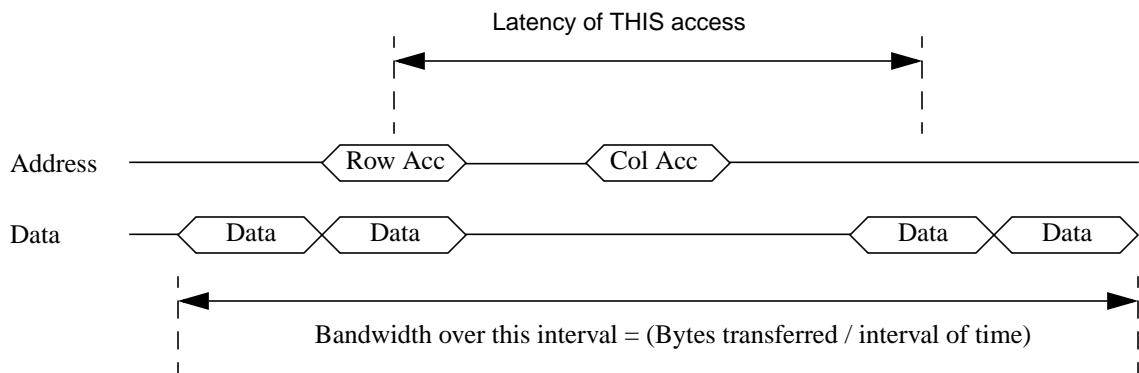 Latency of THIS access
Address Row Acc Col Acc
Data Data Data Data Data
Bandwidth over this interval = (Bytes transferred / interval of time)